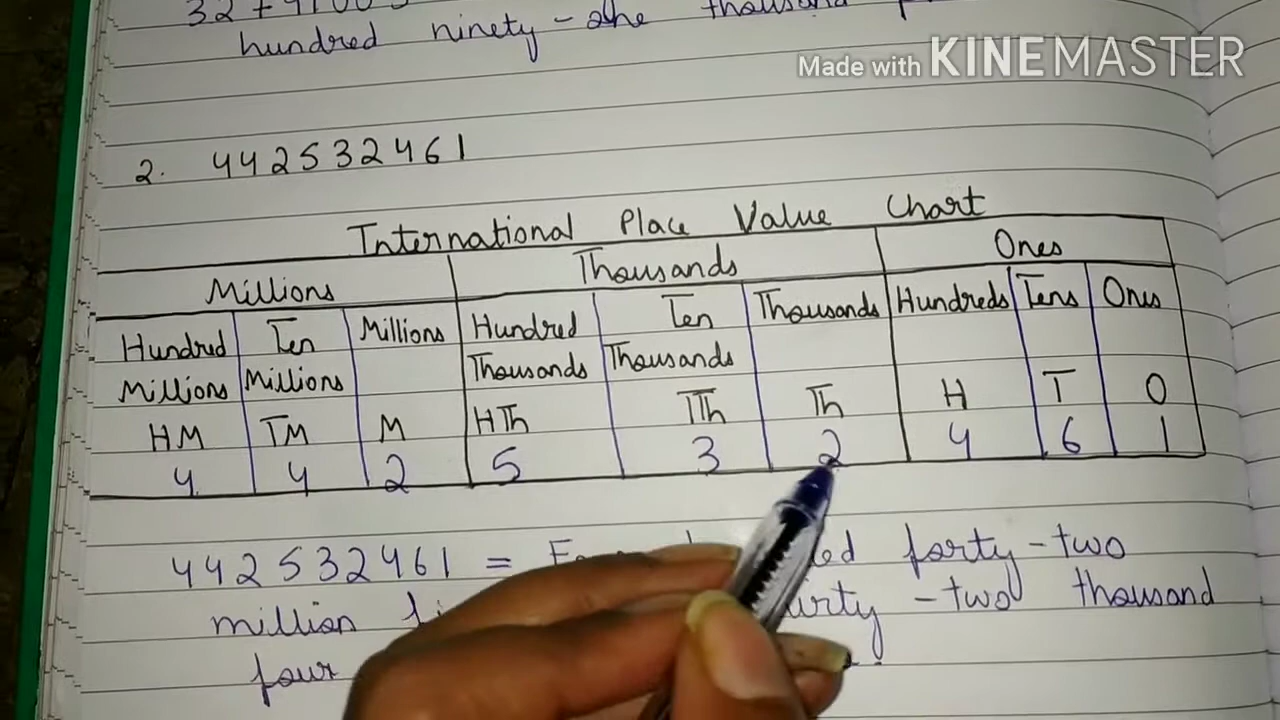 hundred ninety-one thousand
Made with KINEMASTER
2. 442532461
International Place Value Chart
Millions Thousands Ones
Hundred Millions Ten Millions Millions Hundred Thousands Ten Thousands Thousands Hundreds Tens Ones
HM TM M HTh TTh Th H T O
4 4 2 5 3 2 4 6 1
442532461 = forty-two
million -two thousand
four